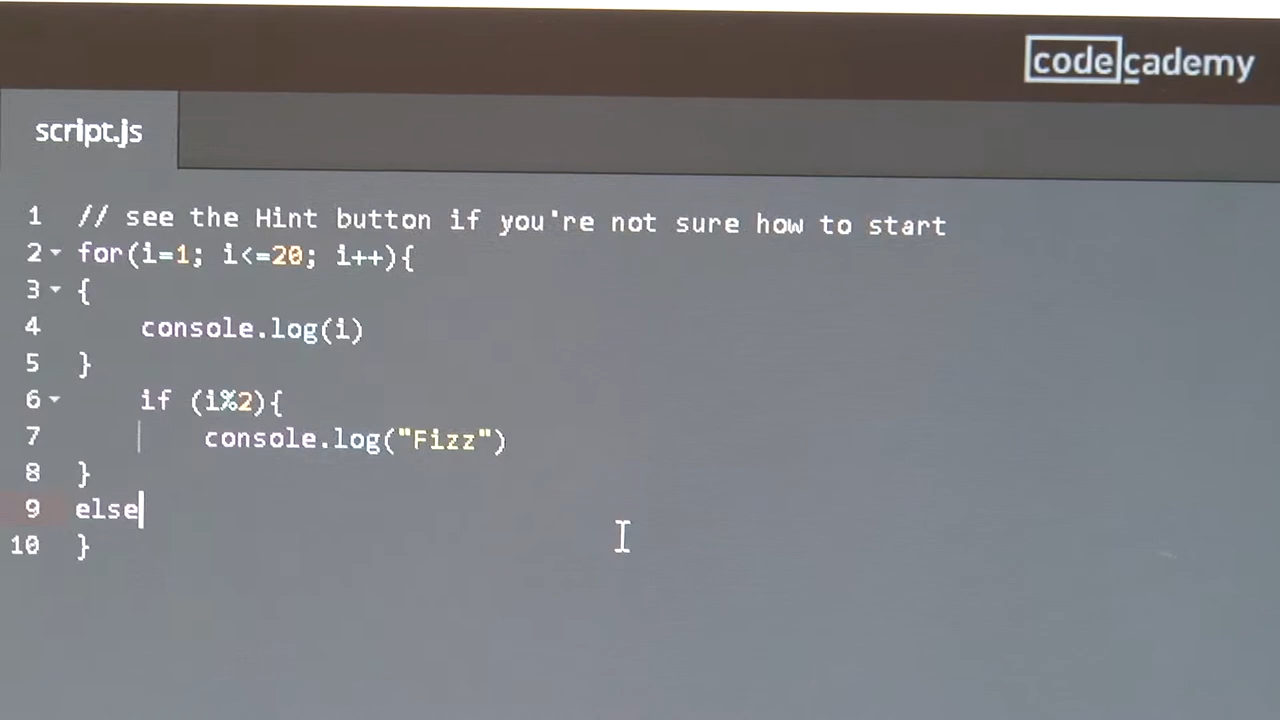 codecademy
script.js
1 // see the Hint button if you're not sure how to start
2 for(i=1; i<=20; i++){
3 {
4     console.log(i)
5 }
6     if (i%2){
7         console.log("Fizz")
8 }
9 else
10 }